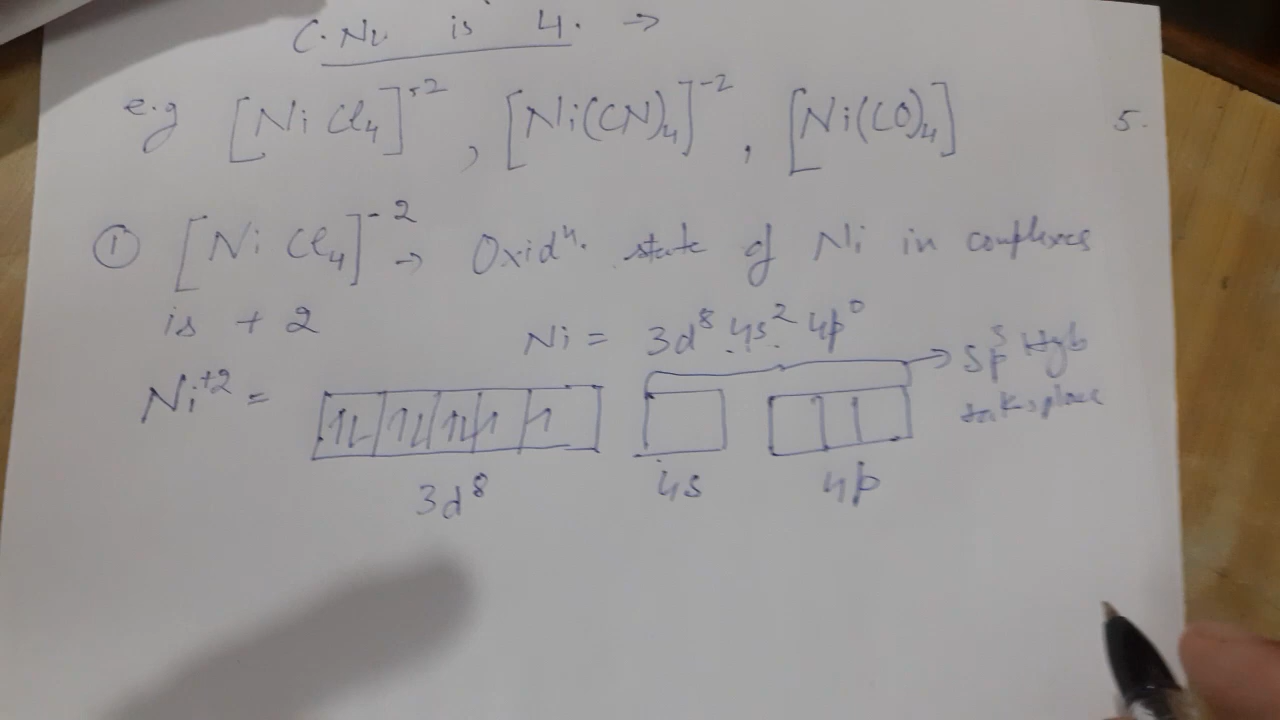 C.No is 4. →
e.g [NiCl4]-2, [Ni(CN)4]-2, [Ni(CO)4]
5.
① [NiCl4]-2 → Oxidn. state of Ni in complexes
is +2
Ni = 3d8 4s2 4p0
→ sp3 Hyb
takes place
Ni+2 =
3d8 4s 4p